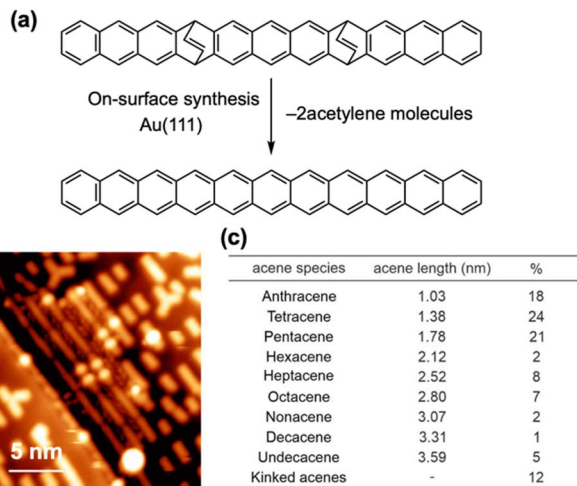 (a)
On-surface synthesis
Au(111)
–2acetylene molecules
5 nm
(c)
acene species acene length (nm) %
Anthracene 1.03 18
Tetracene 1.38 24
Pentacene 1.78 21
Hexacene 2.12 2
Heptacene 2.52 8
Octacene 2.80 7
Nonacene 3.07 2
Decacene 3.31 1
Undecacene 3.59 5
Kinked acenes - 12